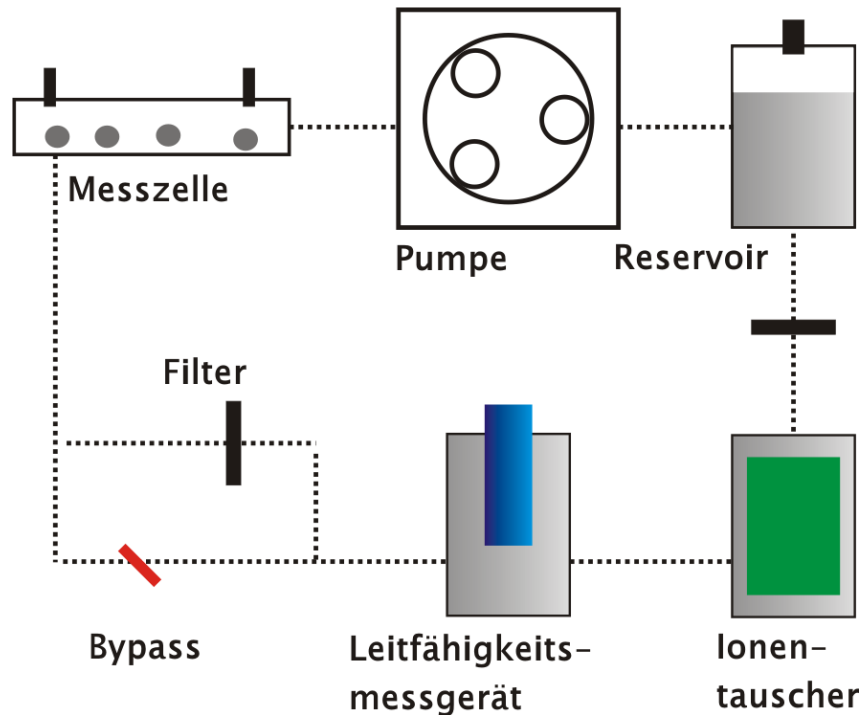 Messzelle
Pumpe
Reservoir
Filter
Bypass
Leitfähigkeits-
messgerät
Ionen-
tauscher